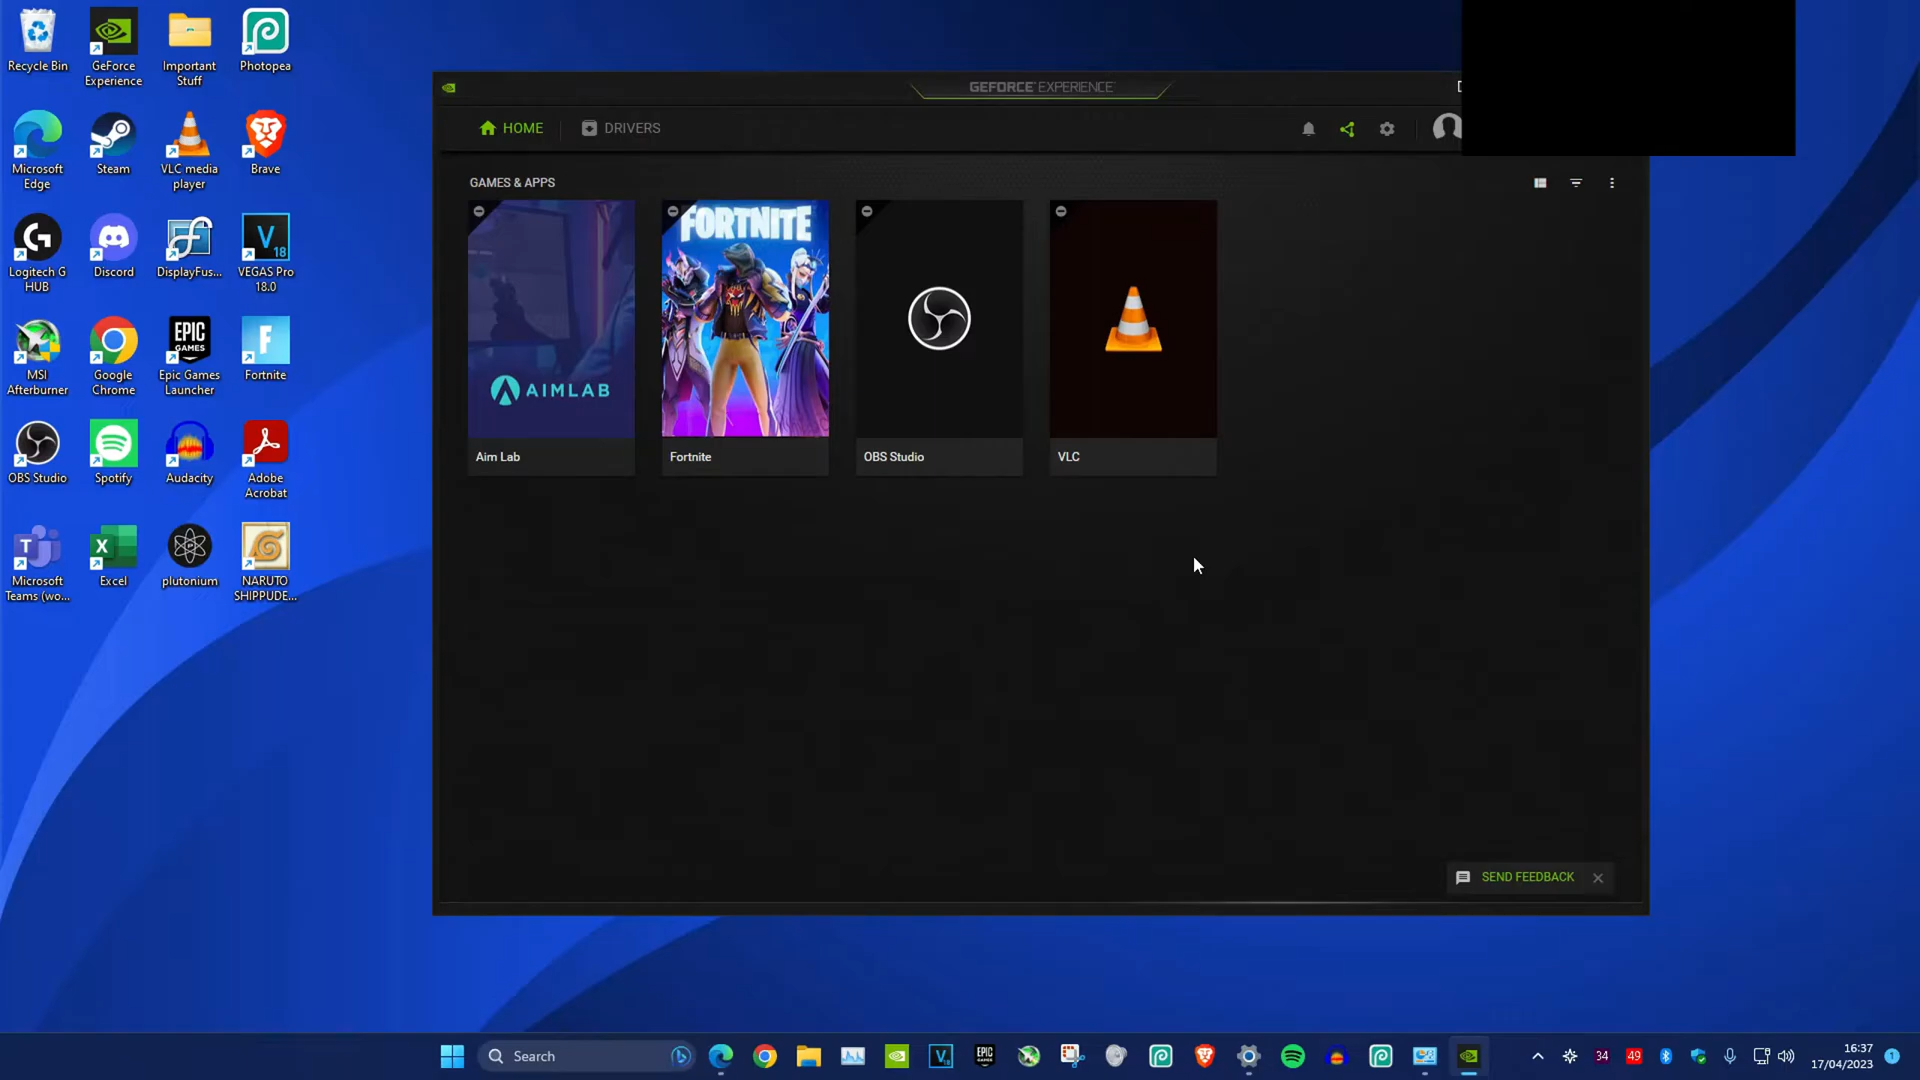 Recycle Bin
GeForce
Experience
Important
Stuff
Photopea
Microsoft
Edge
Steam
VLC media
player
Brave
Logitech G
HUB
Discord
DisplayFus...
VEGAS Pro
18.0
V
18
MSI
Afterburner
Google
Chrome
EPIC
GAMES
Epic Games
Launcher
Fortnite
OBS Studio
Spotify
Audacity
Adobe
Acrobat
Microsoft
Teams (wo...
Excel
plutonium
NARUTO
SHIPPUDE...
GEFORCE EXPERIENCE
HOME
DRIVERS
GAMES & APPS
AIMLAB
FORTNITE
Aim Lab
Fortnite
OBS Studio
VLC
SEND FEEDBACK
Search
34
49
16:37
17/04/2023
1